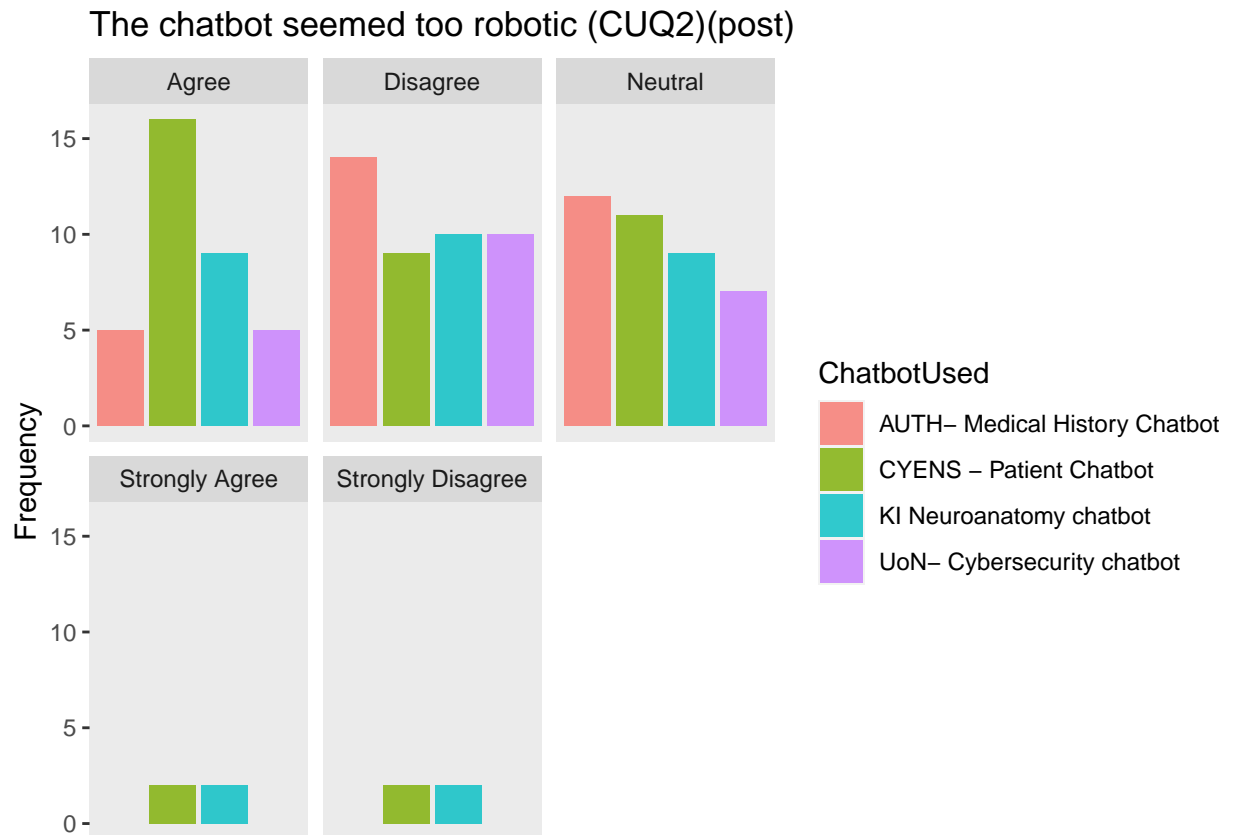 The chatbot seemed too robotic (CUQ2)(post)
Agree Disagree Neutral
15
10
5
0
Frequency
Strongly Agree Strongly Disagree
15
10
5
0
ChatbotUsed
AUTH− Medical History Chatbot
CYENS − Patient Chatbot
KI Neuroanatomy chatbot
UoN− Cybersecurity chatbot